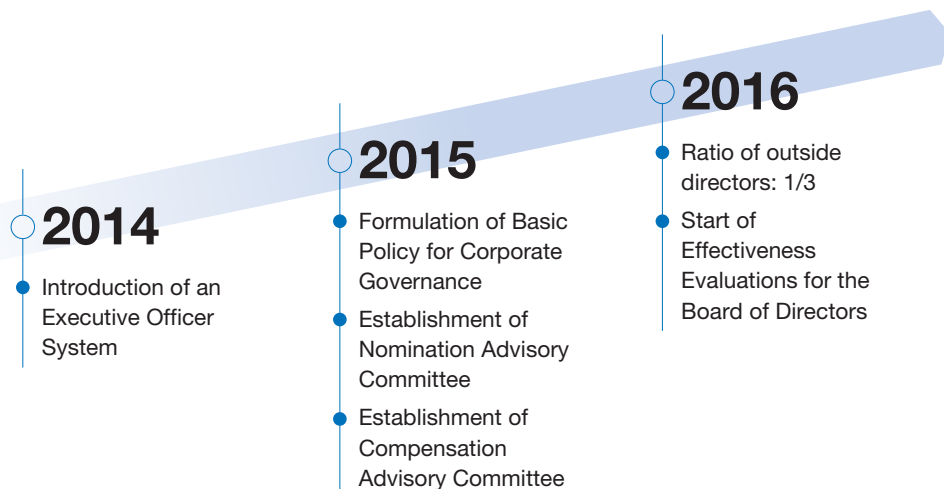 2014
Introduction of an
Executive Officer
System
2015
Formulation of Basic
Policy for Corporate
Governance
Establishment of
Nomination Advisory
Committee
Establishment of
Compensation
Advisory Committee
2016
Ratio of outside
directors: 1/3
Start of
Effectiveness
Evaluations for the
Board of Directors